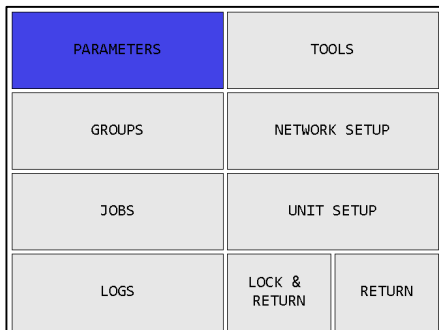 PARAMETERS
TOOLS
GROUPS
NETWORK SETUP
JOBS
UNIT SETUP
LOGS
LOCK &
RETURN
RETURN